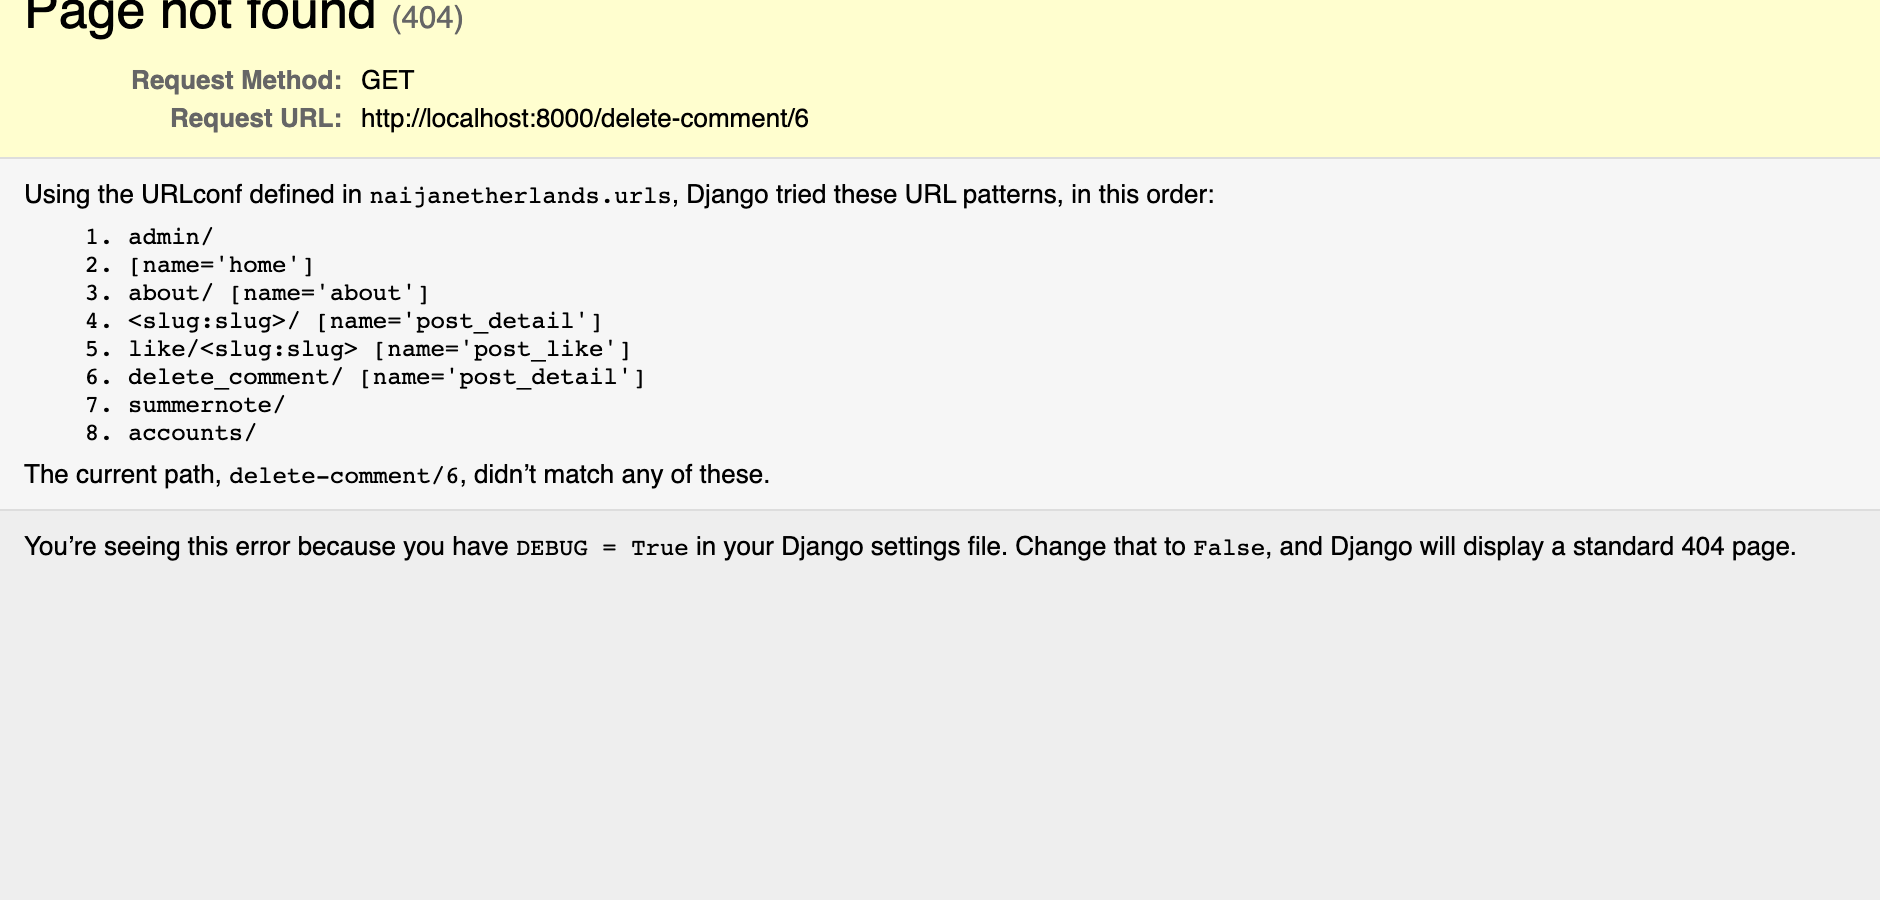 Page not found (404)
Request Method: GET
Request URL: http://localhost:8000/delete-comment/6
Using the URLconf defined in naijanetherlands.urls, Django tried these URL patterns, in this order:
1. admin/
2. [name='home']
3. about/ [name='about']
4. <slug:slug>/ [name='post_detail']
5. like/<slug:slug> [name='post_like']
6. delete_comment/ [name='post_detail']
7. summernote/
8. accounts/
The current path, delete-comment/6, didn’t match any of these.
You’re seeing this error because you have DEBUG = True in your Django settings file. Change that to False, and Django will display a standard 404 page.